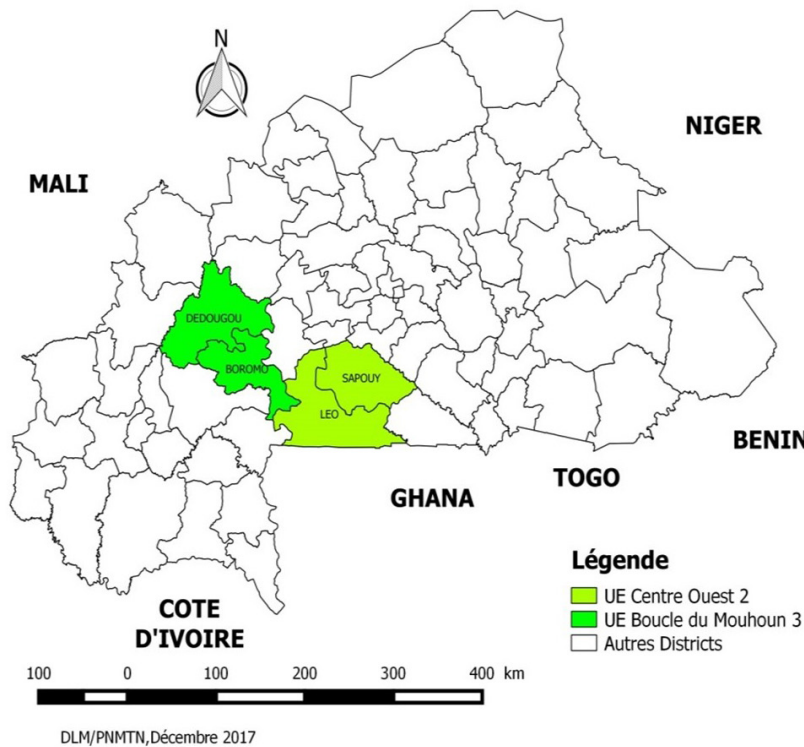 N
NIGER
MALI
DEDOUGOU
BOROMO
SAPOUY
LEO
BENIN
TOGO
GHANA
COTE
D'IVOIRE
Légende
UE Centre Ouest 2
UE Boucle du Mouhoun 3
Autres Districts
100 0 100 200 300 400 km
DLM/PNMTN,Décembre 2017